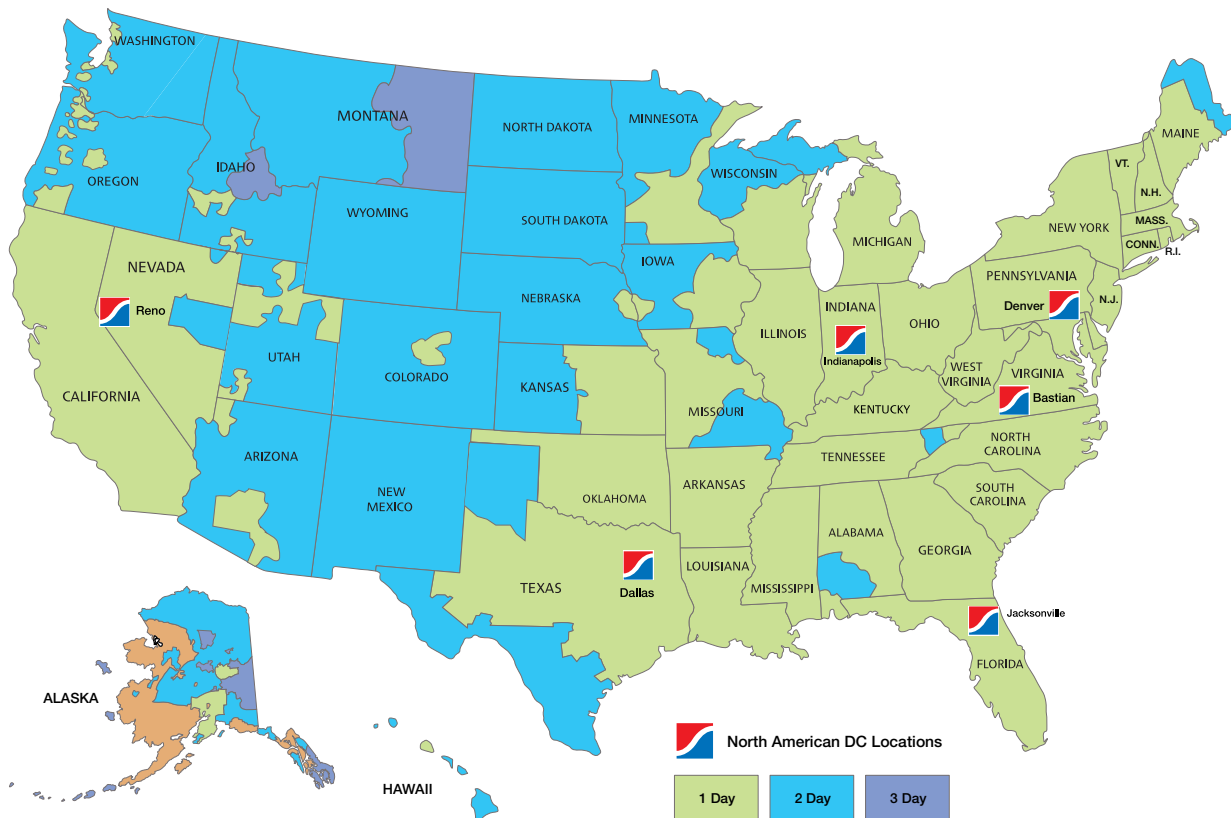 WASHINGTON
MONTANA
NORTH DAKOTA
MINNESOTA
MAINE
VT.
N.H.
IDAHO
OREGON
WISCONSIN
WYOMING
SOUTH DAKOTA
MICHIGAN
NEW YORK
MASS.
CONN.
R.I.
NEVADA
IOWA
PENNSYLVANIA
Reno
NEBRASKA
INDIANA
Denver
N.J.
ILLINOIS
OHIO
UTAH
Indianapolis
COLORADO
KANSAS
WEST
VIRGINIA
VIRGINIA
CALIFORNIA
MISSOURI
KENTUCKY
Bastian
ARIZONA
TENNESSEE
NORTH
CAROLINA
NEW
MEXICO
OKLAHOMA
ARKANSAS
SOUTH
CAROLINA
ALABAMA
GEORGIA
TEXAS
LOUISIANA
MISSISSIPPI
Dallas
Jacksonville
FLORIDA
ALASKA
HAWAII
North American DC Locations
1 Day
2 Day
3 Day